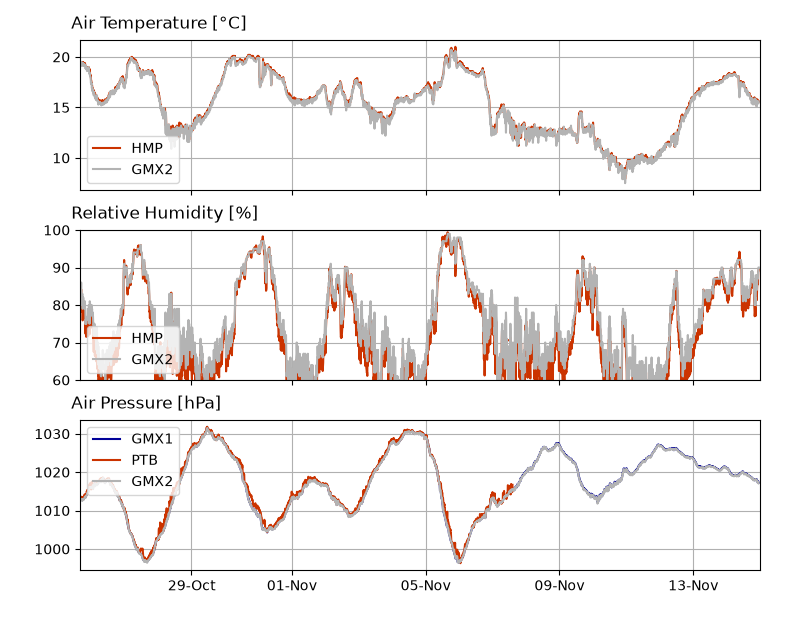 Air Temperature [°C]
20
15
10
HMP
GMX2
Relative Humidity [%]
100
90
80
70
60
HMP
GMX2
Air Pressure [hPa]
1030
1020
1010
1000
GMX1
PTB
GMX2
29-Oct 01-Nov 05-Nov 09-Nov 13-Nov